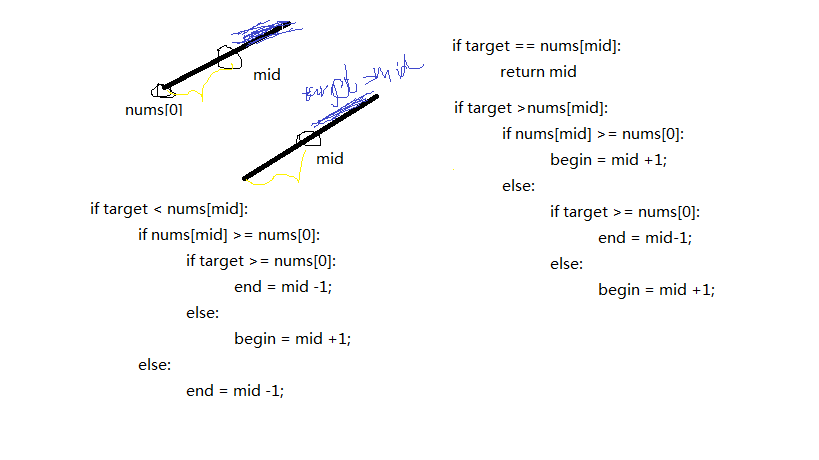 mid
nums[0]
target > mid
mid
if target < nums[mid]:
if nums[mid] >= nums[0]:
if target >= nums[0]:
end = mid -1;
else:
begin = mid +1;
else:
end = mid -1;
if target == nums[mid]:
return mid
if target >nums[mid]:
if nums[mid] >= nums[0]:
begin = mid +1;
else:
if target >= nums[0]:
end = mid-1;
else:
begin = mid +1;